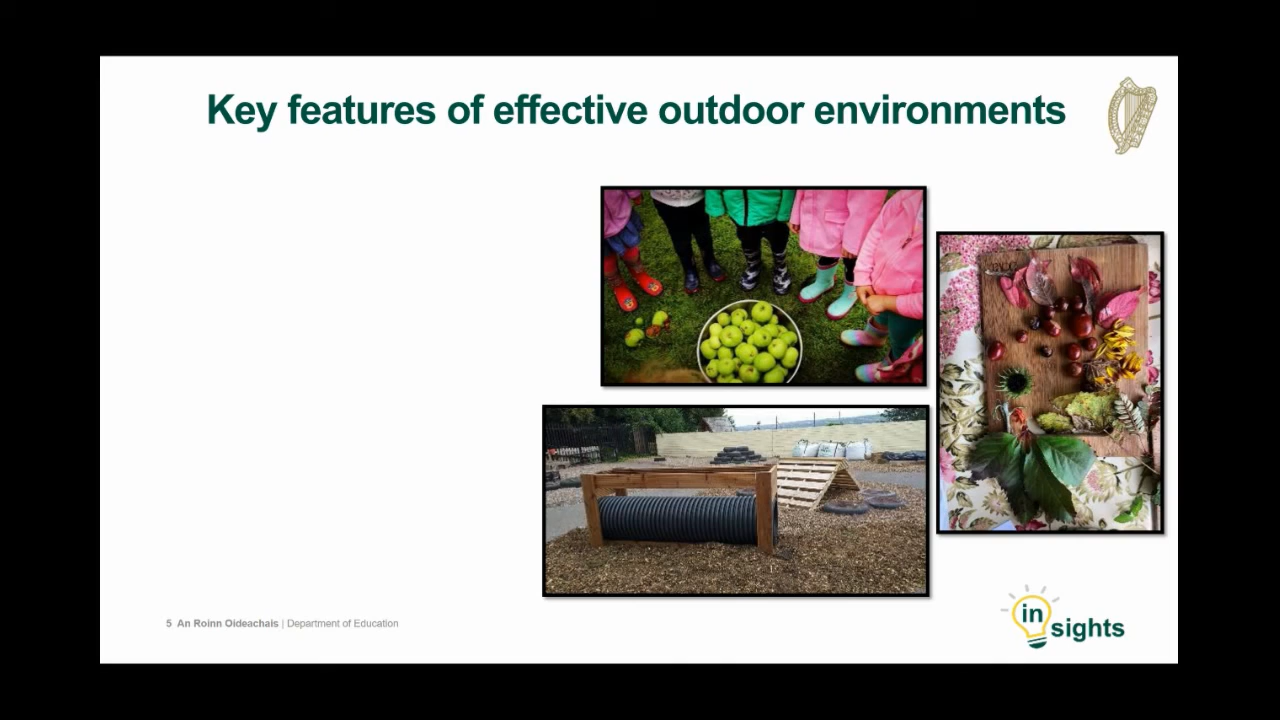 Key features of effective outdoor environments
5 An Roinn Oideachais | Department of Education
in
sights